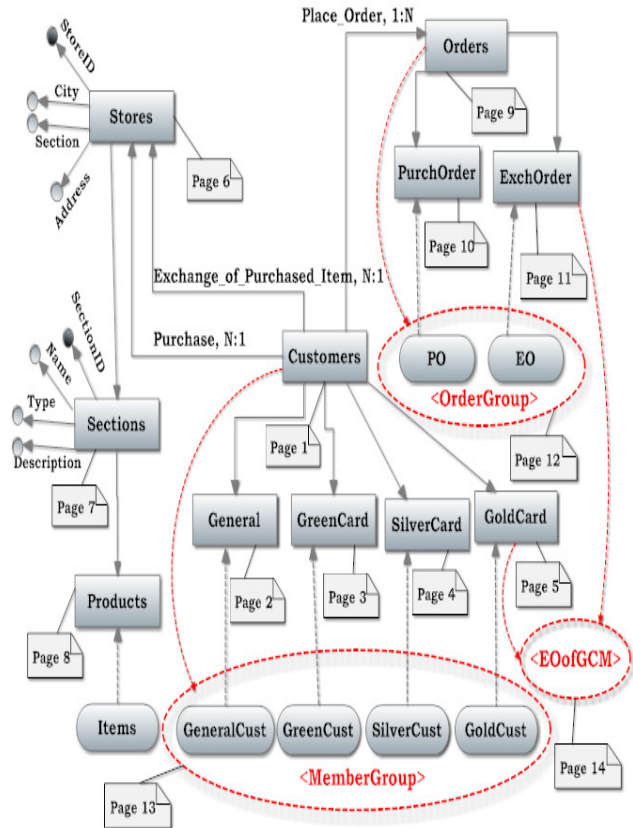 Place_Order, 1:N
Orders
StoreID
City
Section
Address
Stores
Page 6
Page 9
PurchOrder
ExchOrder
Page 10
Page 11
Exchange_of_Purchased_Item, N:1
Purchase, N:1
Customers
PO
EO
<OrderGroup>
Page 12
SectionID
Name
Type
Description
Sections
Page 7
Page 1
General
GreenCard
SilverCard
GoldCard
Page 2
Page 3
Page 4
Page 5
Products
Page 8
<EOofGCM>
Items
GeneralCust
GreenCust
SilverCust
GoldCust
<MemberGroup>
Page 13
Page 14